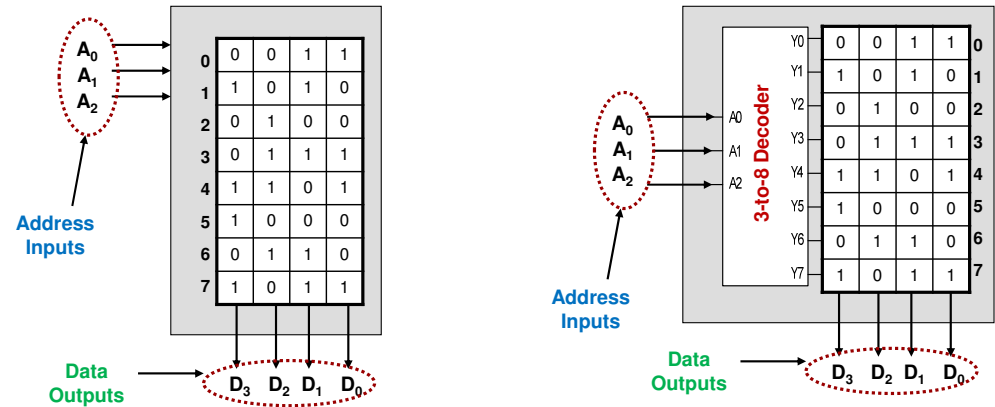 A0
A1
A2
Address
Inputs
0 0 0 1 1
1 1 0 1 0
2 0 1 0 0
3 0 1 1 1
4 1 1 0 1
5 1 0 0 0
6 0 1 1 0
7 1 0 1 1
Data
Outputs
D3 D2 D1 D0
A0
A1
A2
Address
Inputs
A0
A1
A2
3-to-8 Decoder
Y0 0 0 1 1 0
Y1 1 0 1 0 1
Y2 0 1 0 0 2
Y3 0 1 1 1 3
Y4 1 1 0 1 4
Y5 1 0 0 0 5
Y6 0 1 1 0 6
Y7 1 0 1 1 7
Data
Outputs
D3 D2 D1 D0